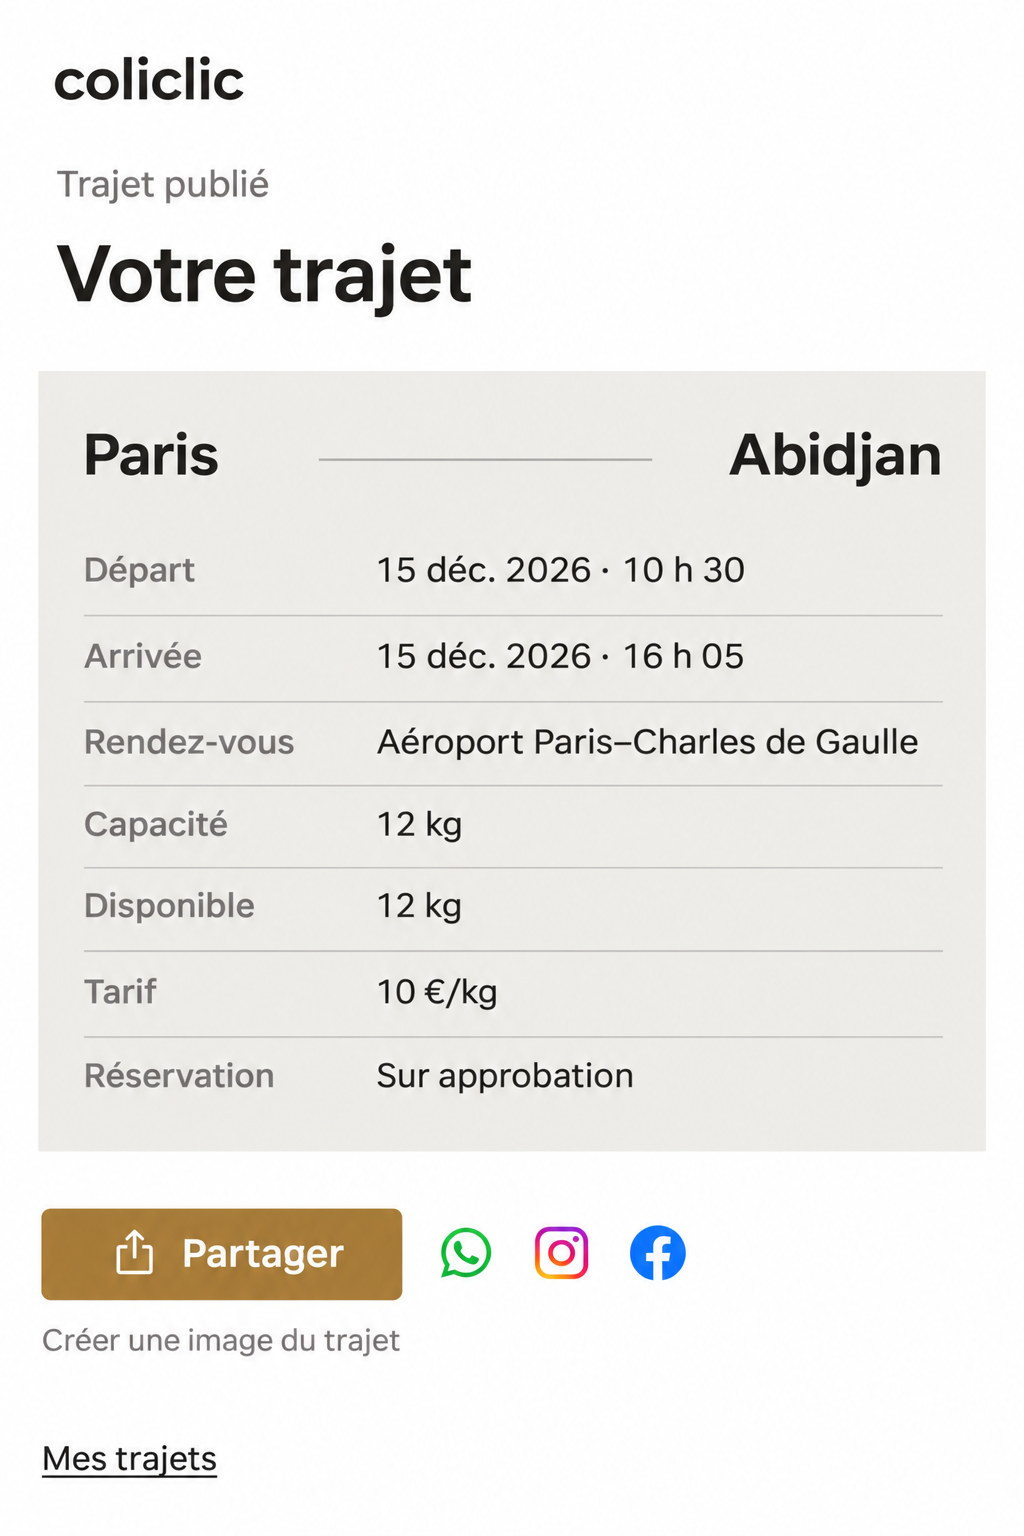 coliclic
Trajet publié
Votre trajet
Paris Abidjan
Départ 15 déc. 2026 · 10 h 30
Arrivée 15 déc. 2026 · 16 h 05
Rendez-vous Aéroport Paris–Charles de Gaulle
Capacité 12 kg
Disponible 12 kg
Tarif 10 €/kg
Réservation Sur approbation
Partager
Créer une image du trajet
Mes trajets